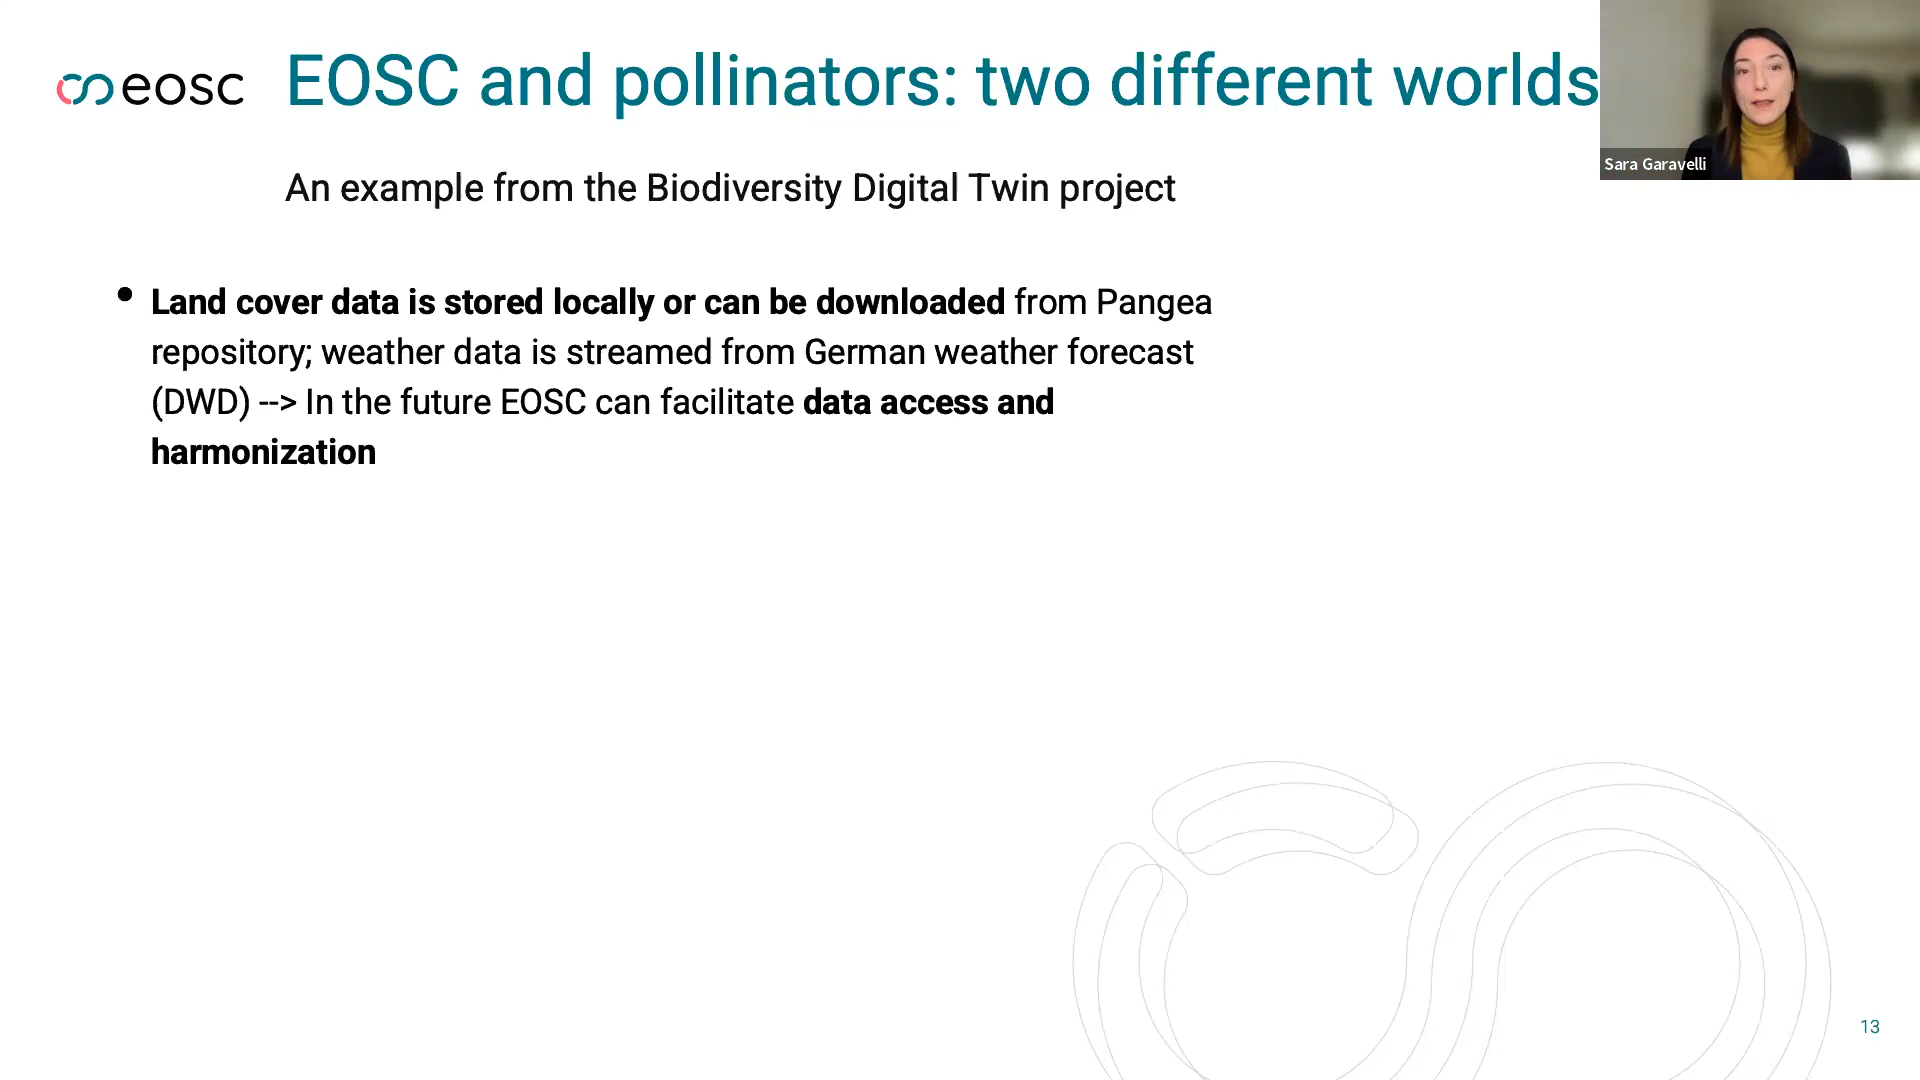 eosc
EOSC and pollinators: two different worlds
Sara Garavelli
An example from the Biodiversity Digital Twin project
• Land cover data is stored locally or can be downloaded from Pangea
repository; weather data is streamed from German weather forecast
(DWD) --> In the future EOSC can facilitate data access and
harmonization
13